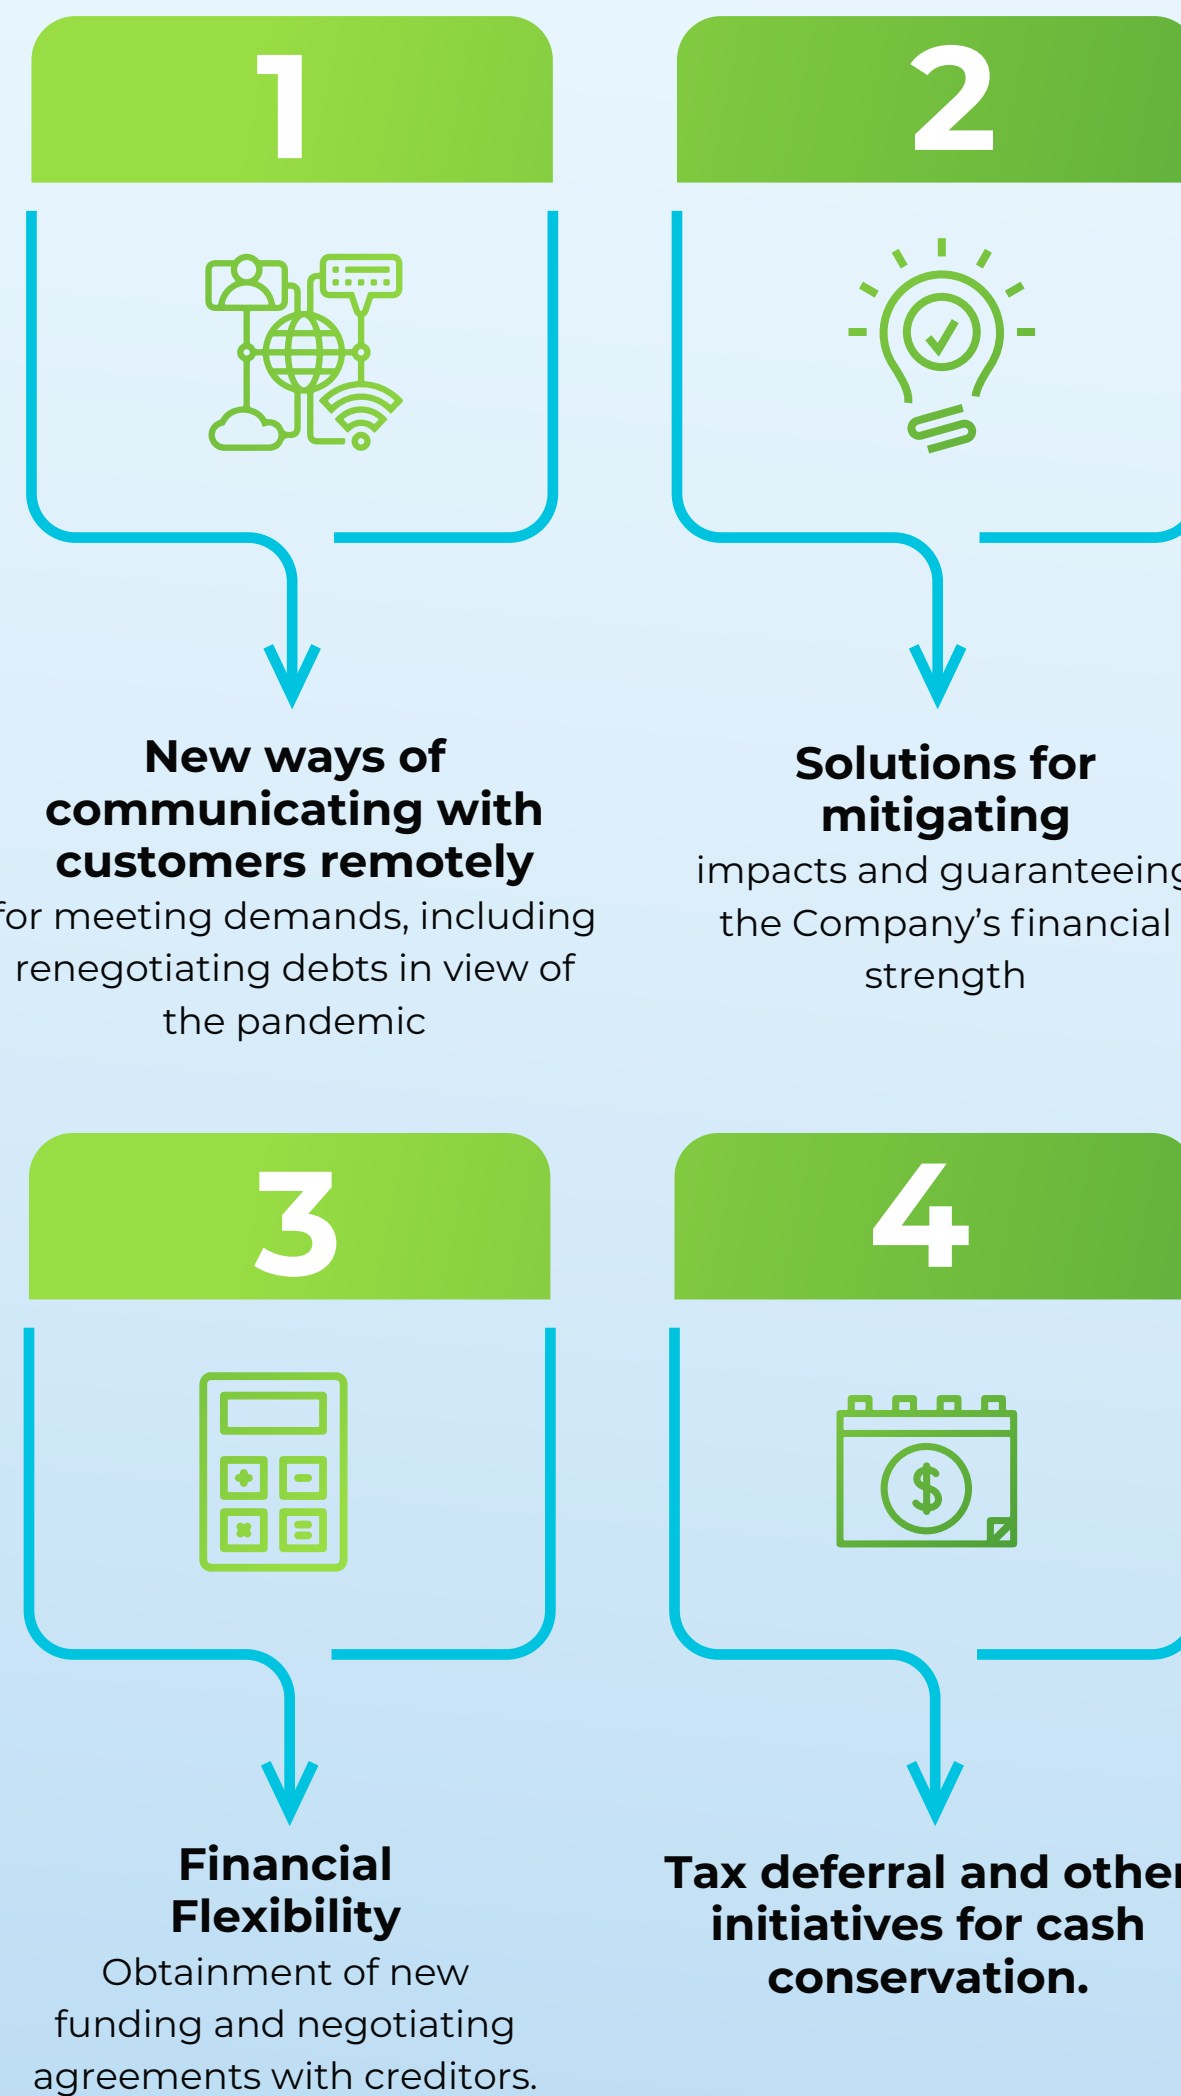 1
New ways of
communicating with
customers remotely
for meeting demands, including
renegotiating debts in view of
the pandemic
2
Solutions for
mitigating
impacts and guaranteeing
the Company’s financial
strength
3
Financial
Flexibility
Obtainment of new
funding and negotiating
agreements with creditors.
4
$
Tax deferral and other
initiatives for cash
conservation.